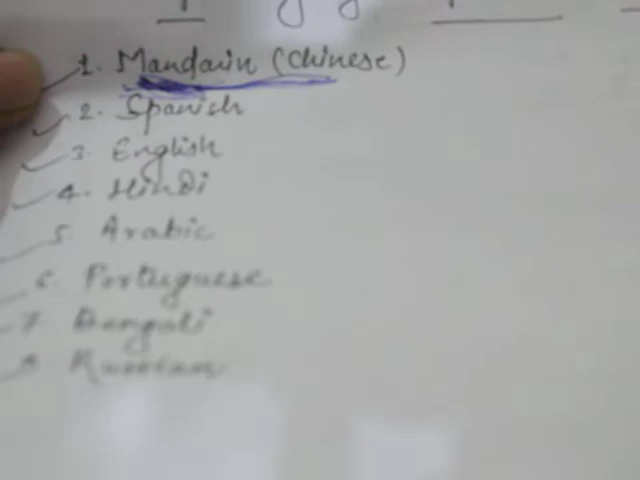 1. Mandarin (Chinese)
2. Spanish
3. English
4. Hindi
5. Arabic
6. Portuguese
7. Bengali
8 Russian